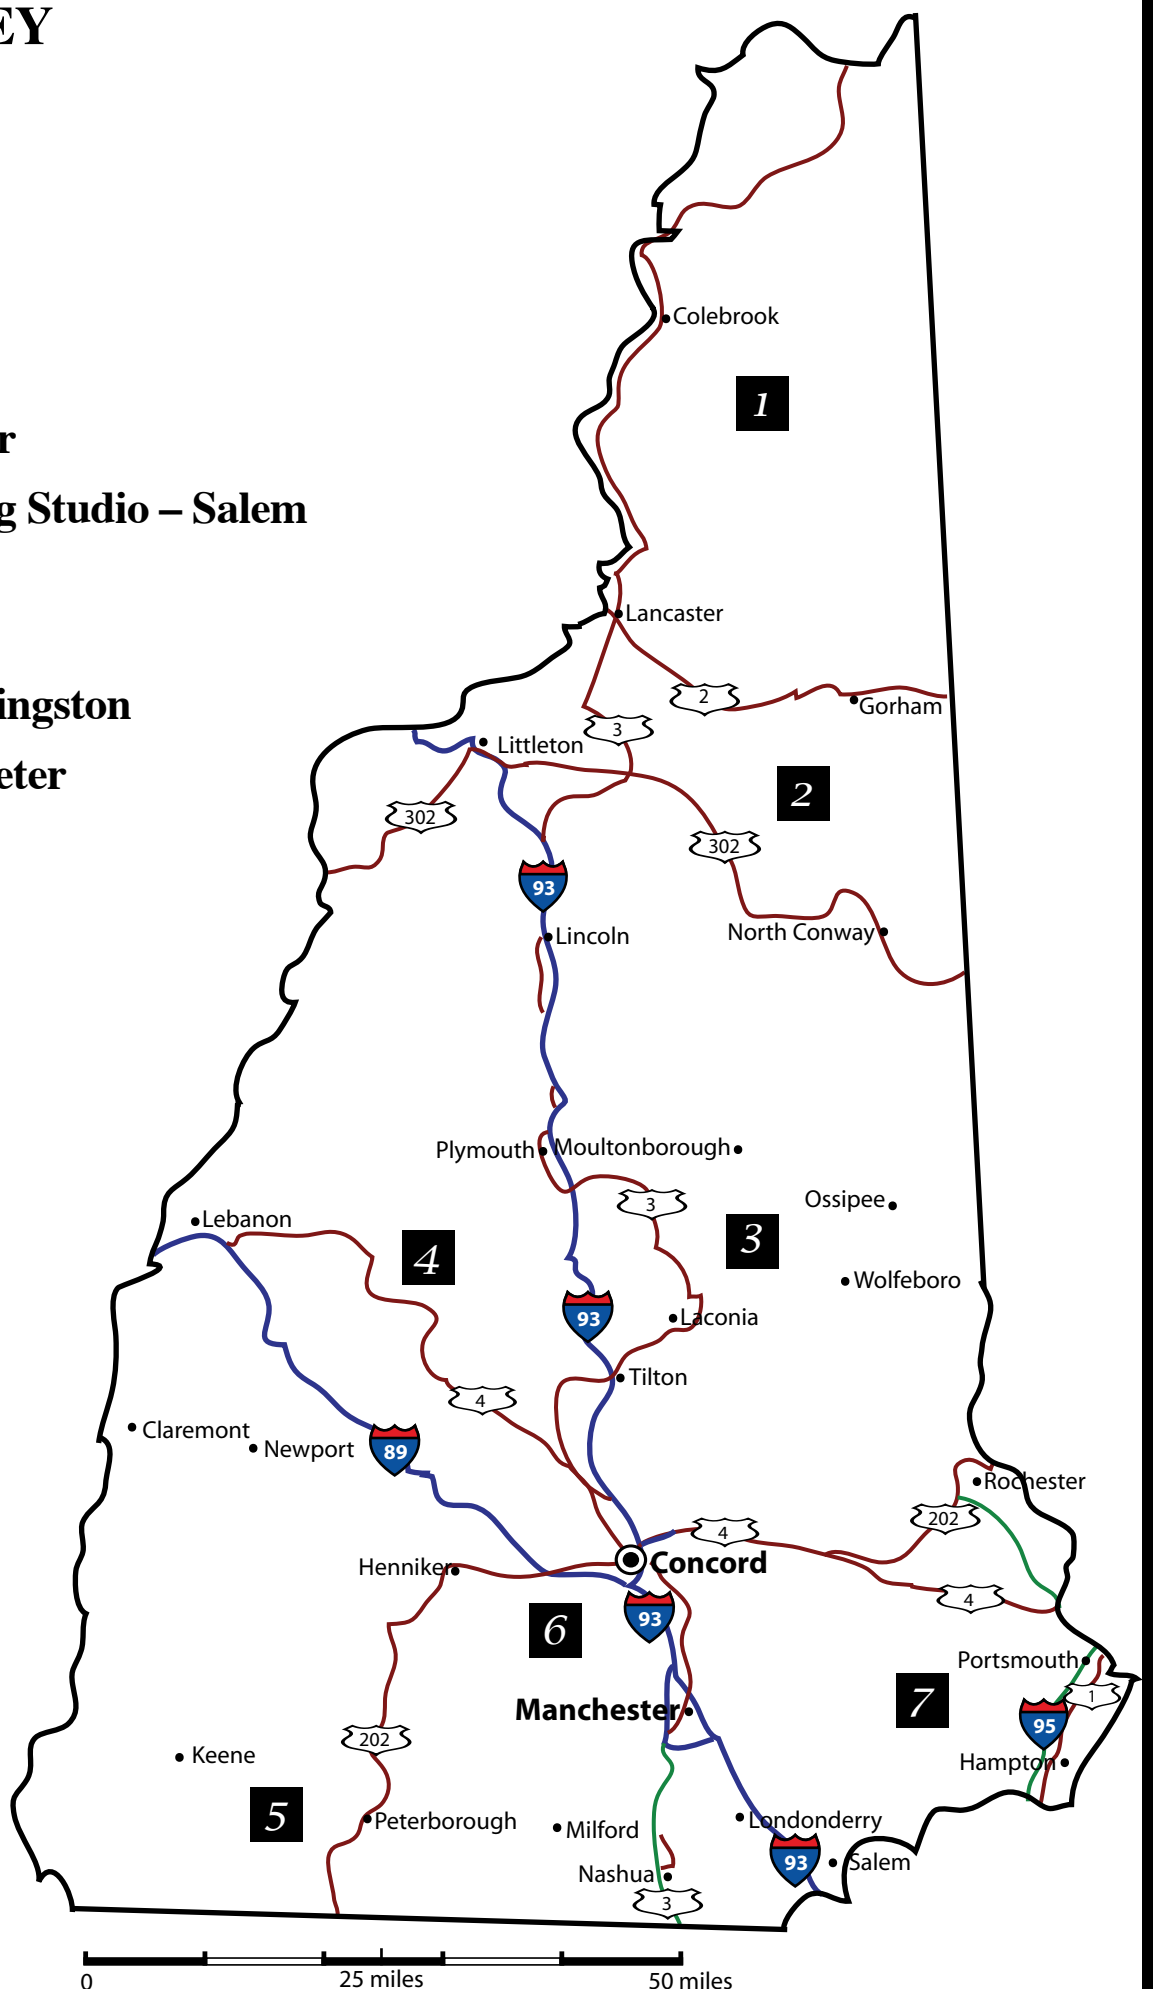 EY
Colebrook
1
r
g Studio – Salem
Lancaster
2
Gorham
ingston
3
Littleton
eter
2
302
302
93
North Conway
Lincoln
Plymouth
Moultonborough
3
Ossipee
Lebanon
4
3
Wolfeboro
93
Laconia
Tilton
4
Claremont
Newport
89
Rochester
202
4
Concord
Henniker
4
93
6
Portsmouth
7
1
Manchester
95
202
Keene
Hampton
5
Peterborough
Milford
Londonderry
93
Salem
Nashua
3
0
25 miles
50 miles